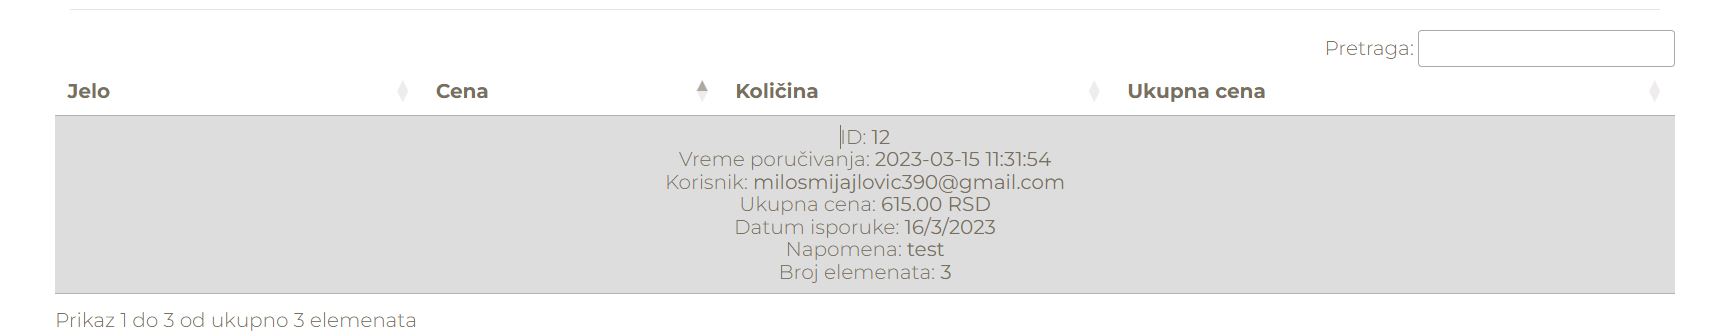 Pretraga:
Jelo Cena Količina Ukupna cena
ID: 12
Vreme poručivanja: 2023-03-15 11:31:54
Korisnik: milosmijajlovic390@gmail.com
Ukupna cena: 615.00 RSD
Datum isporuke: 16/3/2023
Napomena: test
Broj elemenata: 3
Prikaz 1 do 3 od ukupno 3 elemenata